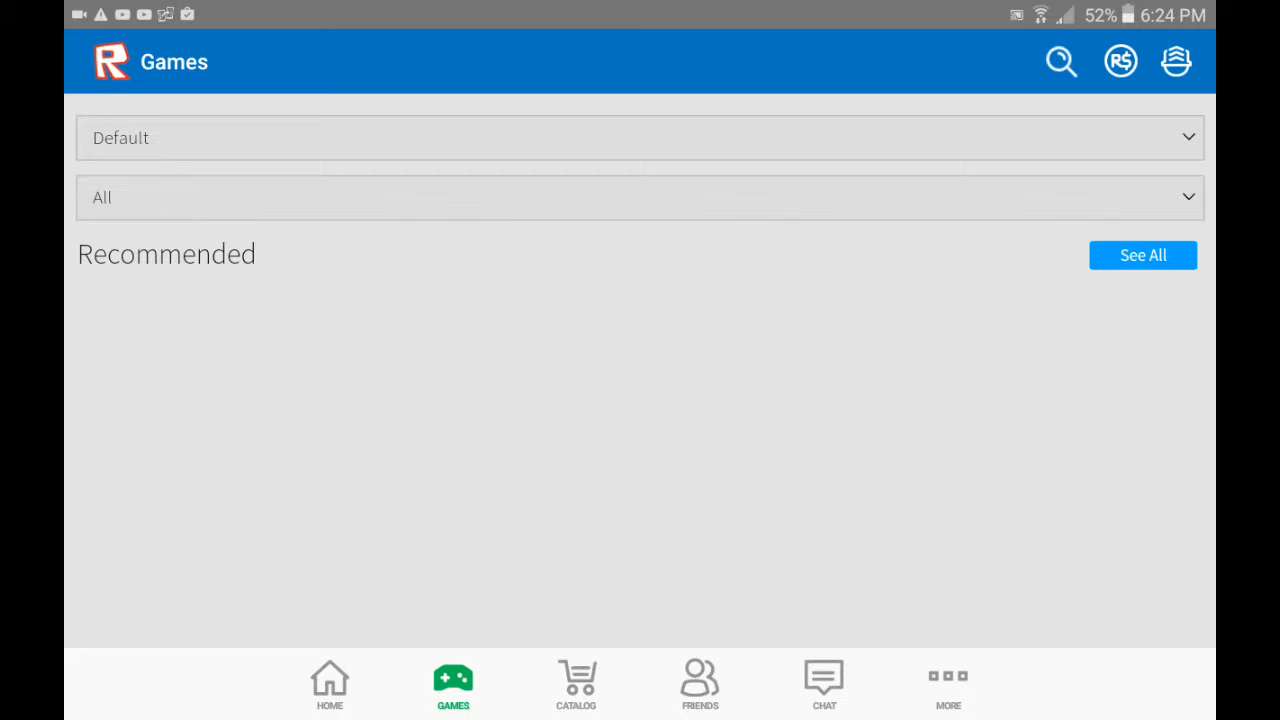 52% 6:24 PM
R Games R$
Default
All
Recommended See All
HOME GAMES CATALOG FRIENDS CHAT MORE